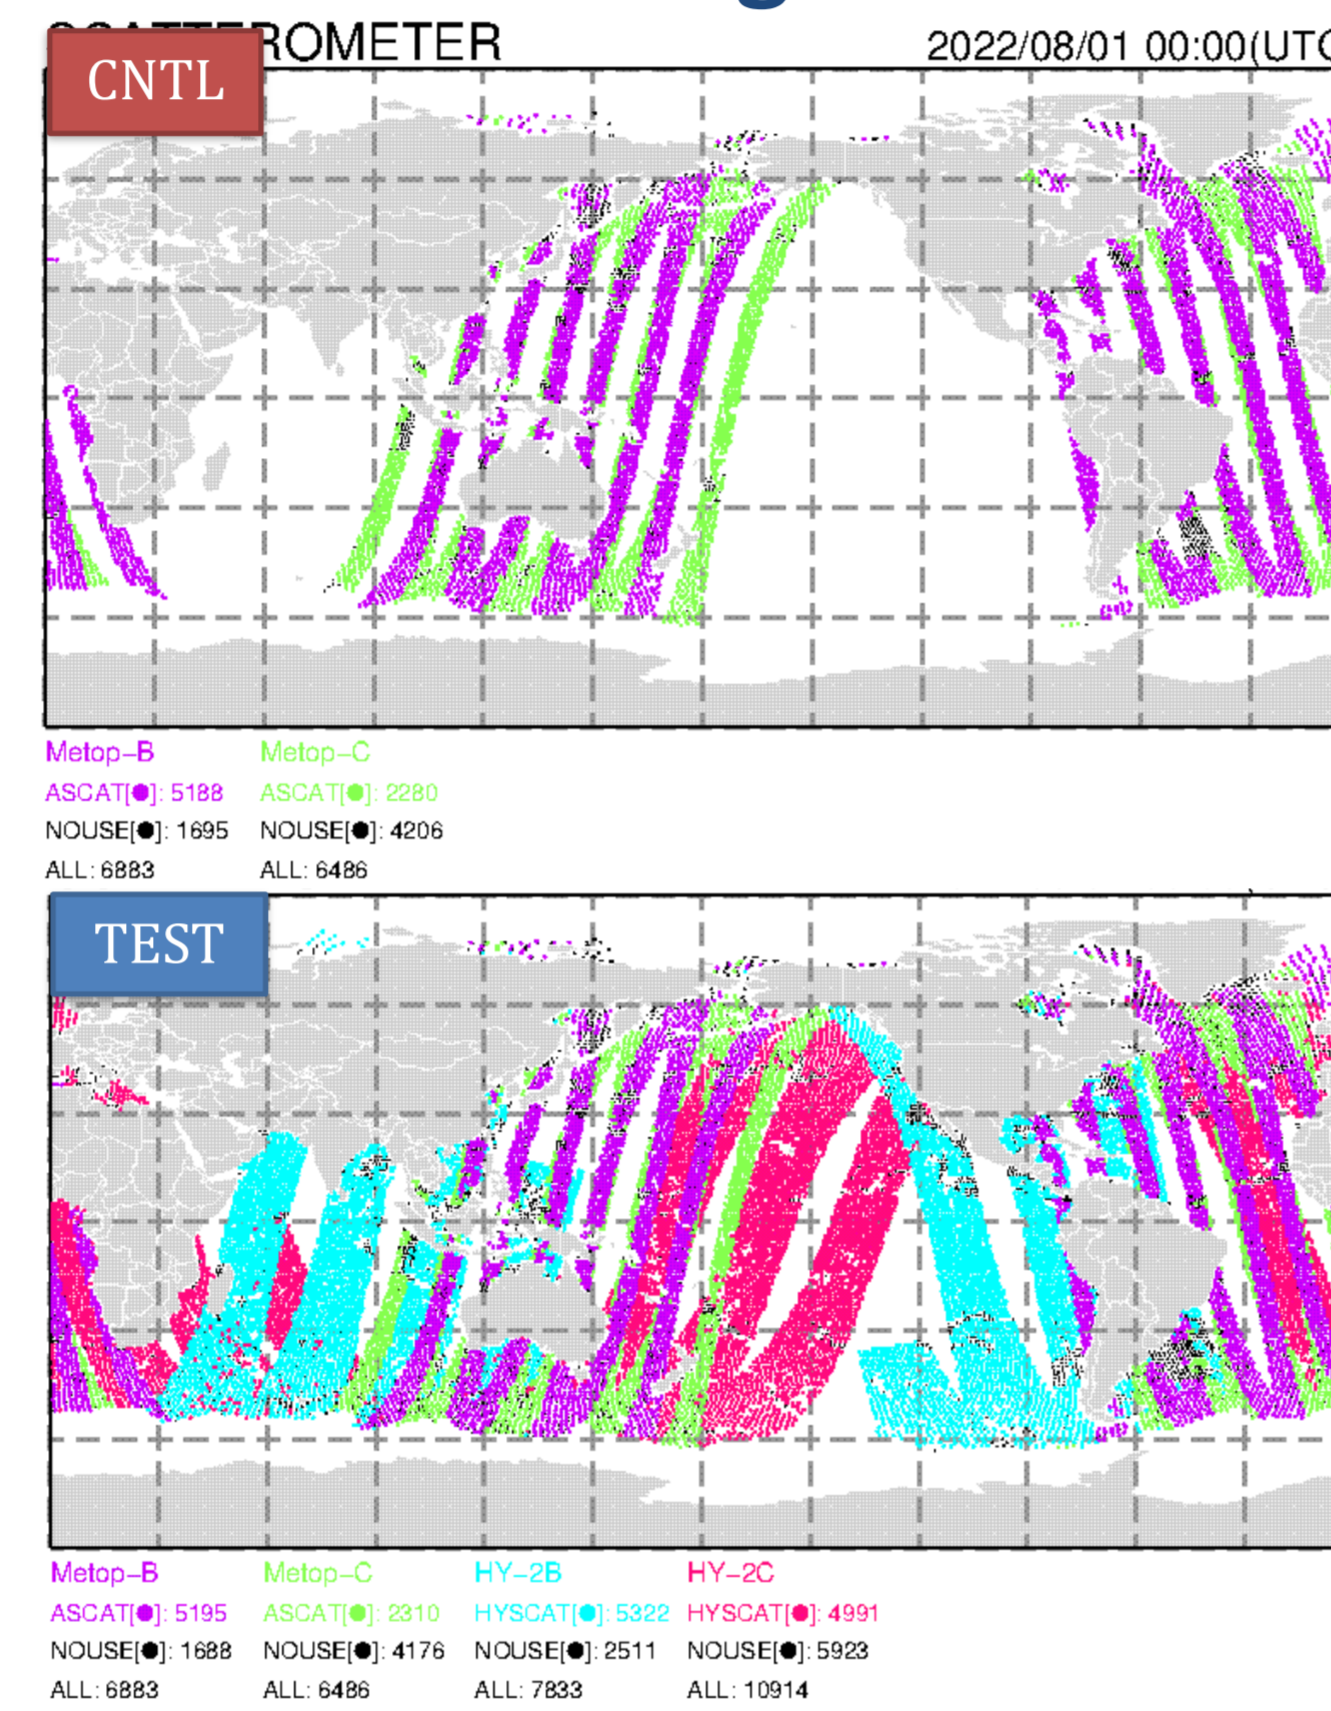 ROMETER 2022/08/01 00:00(UTC
CNTL
Metop-B Metop-C
ASCAT[●]: 5188 ASCAT[●]: 2280
NOUSE[●]: 1695 NOUSE[●]: 4206
ALL: 6883 ALL: 6486
TEST
Metop-B Metop-C HY-2B HY-2C
ASCAT[●]: 5195 ASCAT[●]: 2310 HYSCAT[●]: 5322 HYSCAT[●]: 4991
NOUSE[●]: 1688 NOUSE[●]: 4176 NOUSE[●]: 2511 NOUSE[●]: 5923
ALL: 6883 ALL: 6486 ALL: 7833 ALL: 10914